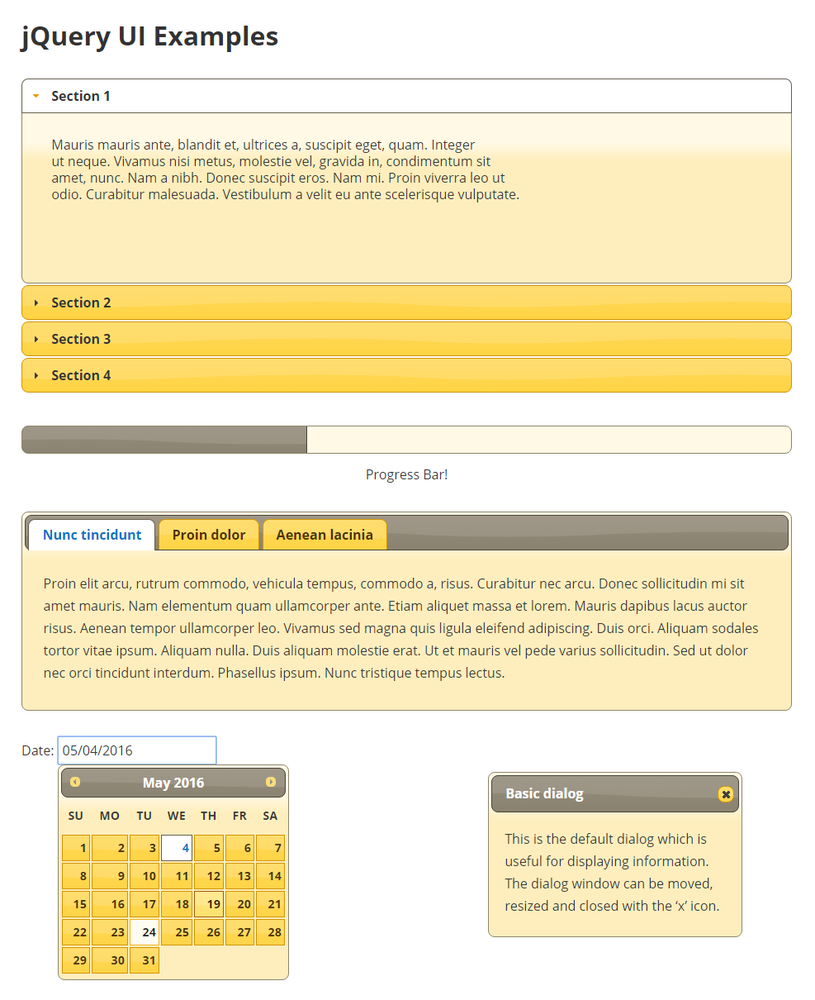 jQuery UI Examples
Section 1
Mauris mauris ante, blandit et, ultrices a, suscipit eget, quam. Integer
ut neque. Vivamus nisi metus, molestie vel, gravida in, condimentum sit
amet, nunc. Nam a nibh. Donec suscipit eros. Nam mi. Proin viverra leo ut
odio. Curabitur malesuada. Vestibulum a velit eu ante scelerisque vulputate.
Section 2
Section 3
Section 4
Progress Bar!
Nunc tincidunt Proin dolor Aenean lacinia
Proin elit arcu, rutrum commodo, vehicula tempus, commodo a, risus. Curabitur nec arcu. Donec sollicitudin mi sit
amet mauris. Nam elementum quam ullamcorper ante. Etiam aliquet massa et lorem. Mauris dapibus lacus auctor
risus. Aenean tempor ullamcorper leo. Vivamus sed magna quis ligula eleifend adipiscing. Duis orci. Aliquam sodales
tortor vitae ipsum. Aliquam nulla. Duis aliquam molestie erat. Ut et mauris vel pede varius sollicitudin. Sed ut dolor
nec orci tincidunt interdum. Phasellus ipsum. Nunc tristique tempus lectus.
Date: 05/04/2016
May 2016
SU MO TU WE TH FR SA
1 2 3 4 5 6 7
8 9 10 11 12 13 14
15 16 17 18 19 20 21
22 23 24 25 26 27 28
29 30 31
Basic dialog
This is the default dialog which is
useful for displaying information.
The dialog window can be moved,
resized and closed with the ‘x’ icon.